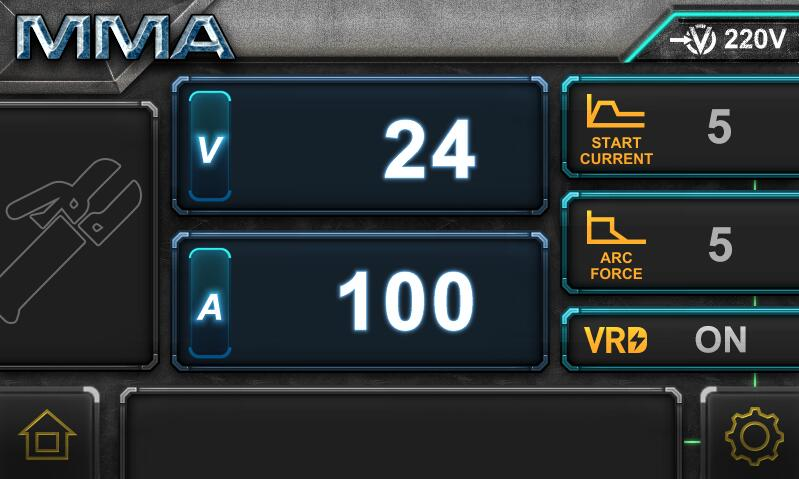 MMA
220V
V
24
START
CURRENT
5
A
100
ARC
FORCE
5
VRD
ON